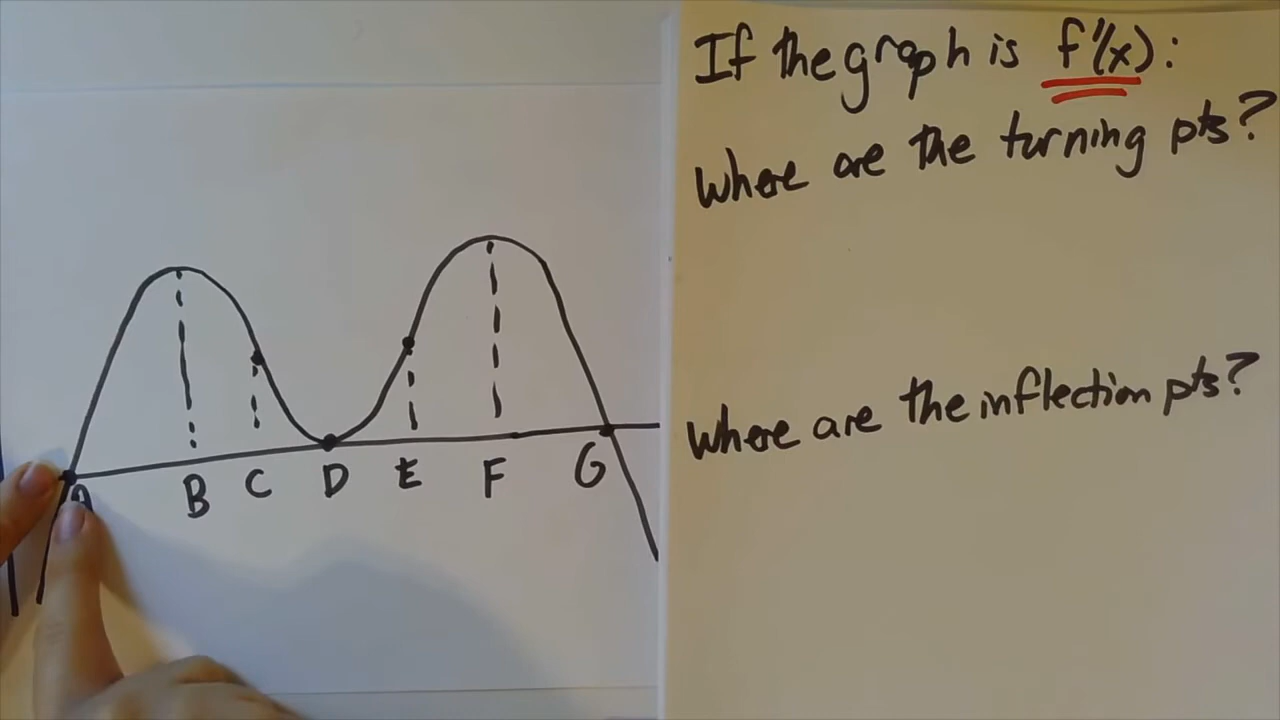 If the graph is f'(x):
Where are the turning pts?
A B C D E F G
Where are the inflection pts?